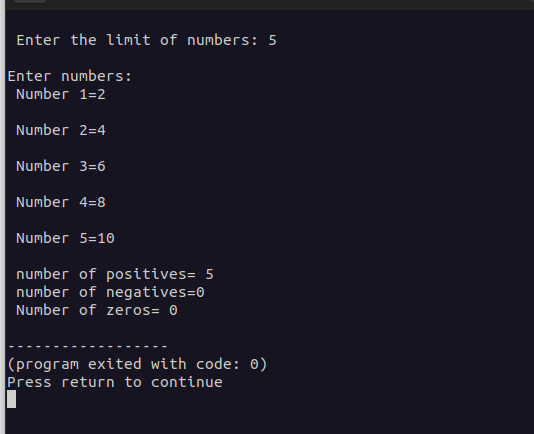 Enter the limit of numbers: 5
Enter numbers:
Number 1=2
Number 2=4
Number 3=6
Number 4=8
Number 5=10
number of positives= 5
number of negatives=0
Number of zeros= 0
------------------
(program exited with code: 0)
Press return to continue